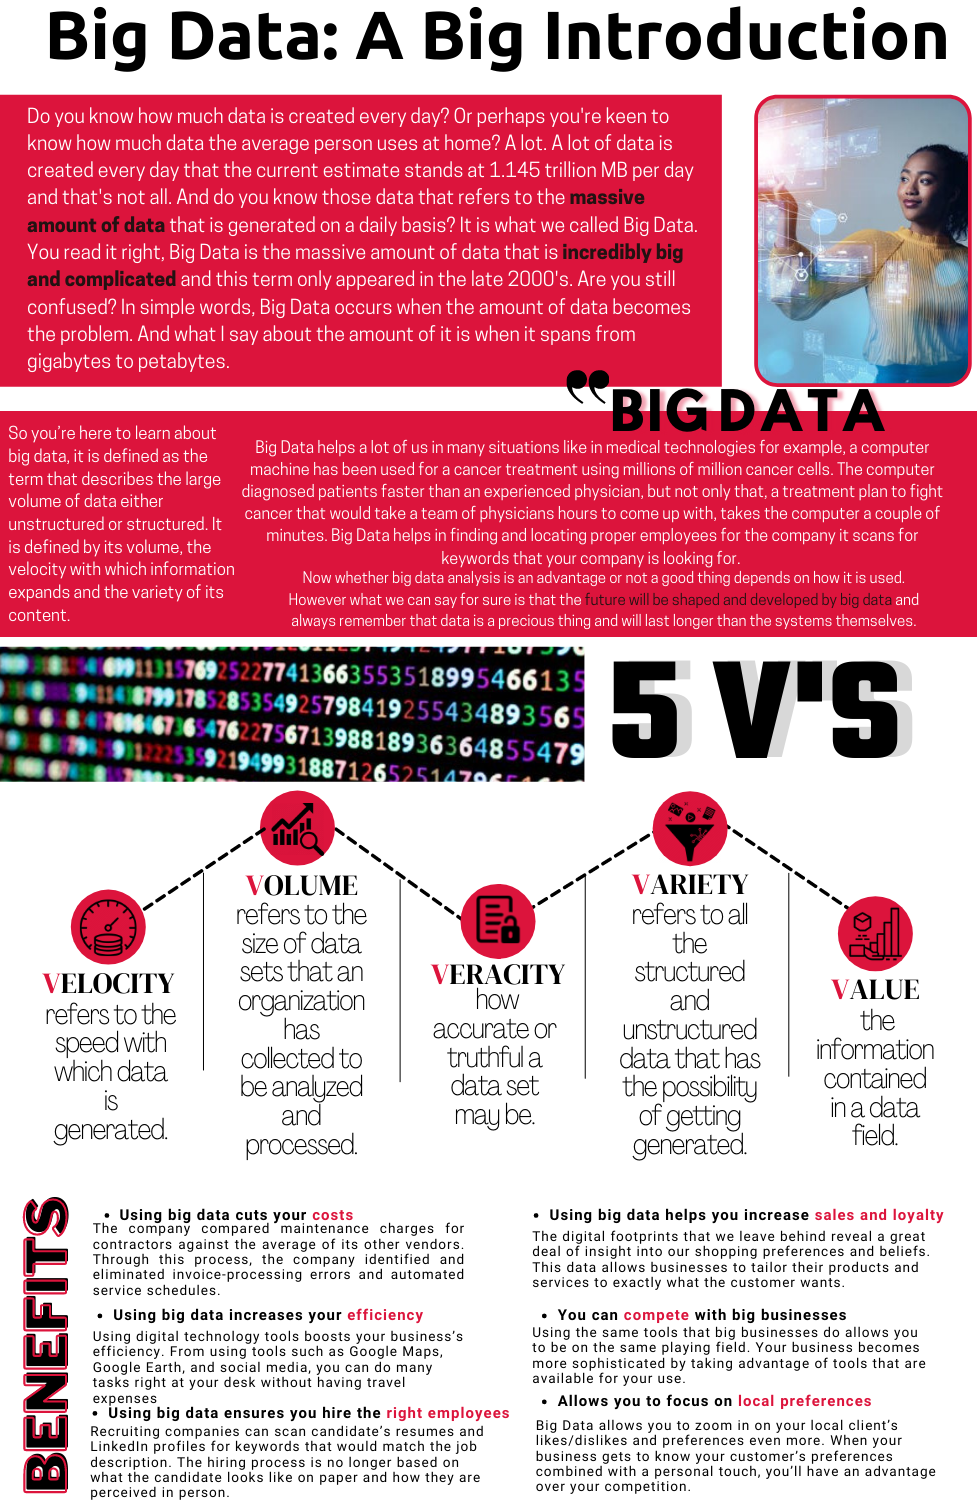 Big Data: A Big Introduction
Do you know how much data is created every day? Or perhaps you're keen to
know how much data the average person uses at home? A lot. A lot of data is
created every day that the current estimate stands at 1.145 trillion MB per day
and that's not all. And do you know those data that refers to the massive
amount of data that is generated on a daily basis? It is what we called Big Data.
You read it right, Big Data is the massive amount of data that is incredibly big
and complicated and this term only appeared in the late 2000's. Are you still
confused? In simple words, Big Data occurs when the amount of data becomes
the problem. And what I say about the amount of it is when it spans from
gigabytes to petabytes.
"BIG DATA
So you're here to learn about
big data, it is defined as the
term that describes the large
volume of data either
unstructured or structured. It
is defined by its volume, the
velocity with which information
expands and the variety of its
content.
Big Data helps a lot of us in many situations like in medical technologies for example, a computer
machine has been used for a cancer treatment using millions of million cancer cells. The computer
diagnosed patients faster than an experienced physician, but not only that, a treatment plan to fight
cancer that would take a team of physicians hours to come up with, takes the computer a couple of
minutes. Big Data helps in finding and locating proper employees for the company it scans for
keywords that your company is looking for.
Now whether big data analysis is an advantage or not a good thing depends on how it is used.
However what we can say for sure is that the future will be shaped and developed by big data and
always remember that data is a precious thing and will last longer than the systems themselves.
5 V'S
VELOCITY
refers to the
speed with
which data
is
generated.
VOLUME
refers to the
size of data
sets that an
organization
has
collected to
be analyzed
and
processed.
VERACITY
how
accurate or
truthful a
data set
may be.
VARIETY
refers to all
the
structured
and
unstructured
data that has
the possibility
of getting
generated.
VALUE
the
information
contained
in a data
field.
BENEFITS
• Using big data cuts your costs
The company compared maintenance charges for
contractors against the average of its other vendors.
Through this process, the company identified and
eliminated invoice-processing errors and automated
service schedules.
• Using big data increases your efficiency
Using digital technology tools boosts your business's
efficiency. From using tools such as Google Maps,
Google Earth, and social media, you can do many
tasks right at your desk without having travel
expenses
• Using big data ensures you hire the right employees
Recruiting companies can scan candidate's resumes and
LinkedIn profiles for keywords that would match the job
description. The hiring process is no longer based on
what the candidate looks like on paper and how they are
perceived in person.
• Using big data helps you increase sales and loyalty
The digital footprints that we leave behind reveal a great
deal of insight into our shopping preferences and beliefs.
This data allows businesses to tailor their products and
services to exactly what the customer wants.
• You can compete with big businesses
Using the same tools that big businesses do allows you
to be on the same playing field. Your business becomes
more sophisticated by taking advantage of tools that are
available for your use.
• Allows you to focus on local preferences
Big Data allows you to zoom in on your local client's
likes/dislikes and preferences even more. When your
business gets to know your customer's preferences
combined with a personal touch, you'll have an advantage
over your competition.